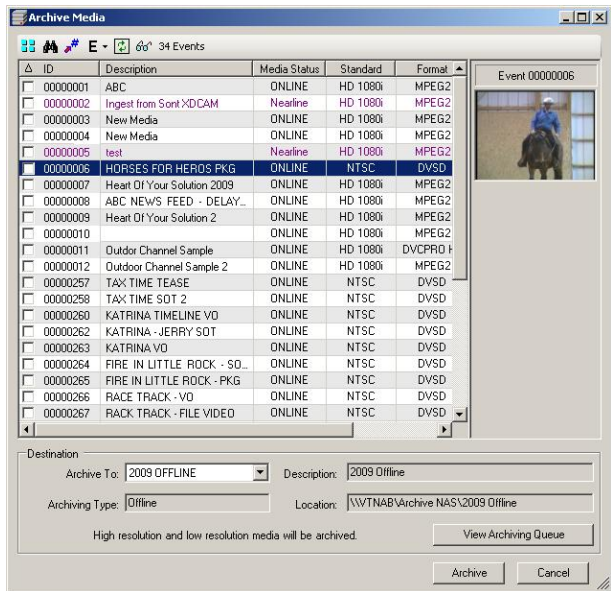 Archive Media
E 34 Events
ID Description Media Status Standard Format
00000001 ABC ONLINE HD 1080i MPEG2
00000002 Ingest from Sont XDCAM Nearline HD 1080i MPEG2
00000003 New Media ONLINE HD 1080i MPEG2
00000004 New Media ONLINE HD 1080i MPEG2
00000005 test Nearline HD 1080i MPEG2
00000006 HORSES FOR HEROS PKG ONLINE NTSC DVSD
00000007 Heart Of Your Solution 2009 ONLINE HD 1080i MPEG2
00000008 ABC NEWS FEED - DELAY... ONLINE HD 1080i MPEG2
00000009 Heart Of Your Solution 2 ONLINE HD 1080i MPEG2
00000010 ONLINE HD 1080i MPEG2
00000011 Outdor Channel Sample ONLINE HD 1080i DVCPRO H
00000012 Outdoor Channel Sample 2 ONLINE HD 1080i MPEG2
00000257 TAX TIME TEASE ONLINE NTSC DVSD
00000258 TAX TIME SOT 2 ONLINE NTSC DVSD
00000260 KATRINA TIMELINE VO ONLINE NTSC DVSD
00000262 KATRINA - JERRY SOT ONLINE NTSC DVSD
00000263 KATRINA VO ONLINE NTSC DVSD
00000264 FIRE IN LITTLE ROCK - SO... ONLINE NTSC DVSD
00000265 FIRE IN LITTLE ROCK - PKG ONLINE NTSC DVSD
00000266 RACE TRACK - VO ONLINE NTSC DVSD
00000267 RACK TRACK - FILE VIDEO ONLINE NTSC DVSD
Event 00000006
Destination
Archive To: 2009 OFFLINE Description: 2009 Offline
Archiving Type: Offline Location: \\VTNAB\Archive NAS\2009 Offline
High resolution and low resolution media will be archived. View Archiving Queue
Archive Cancel